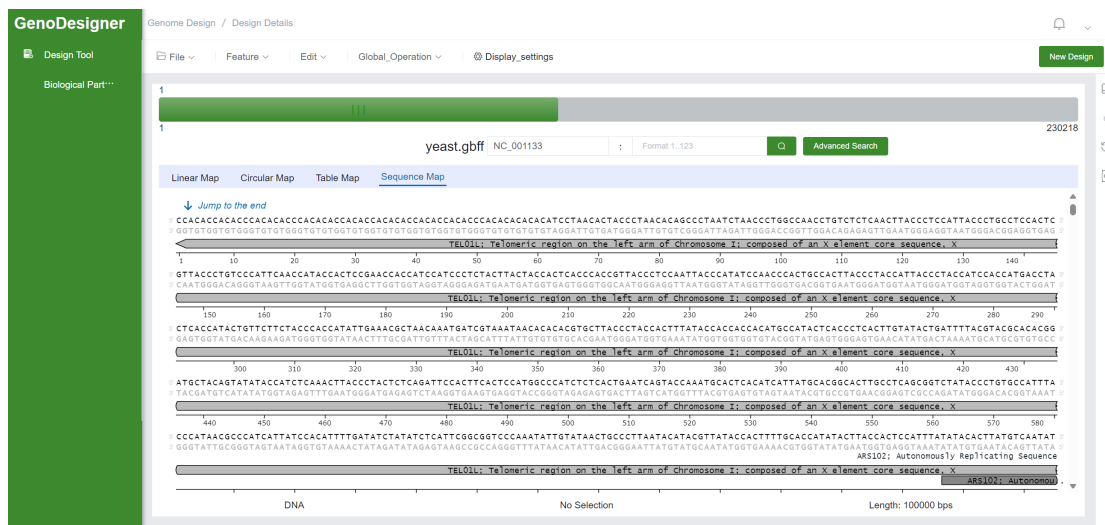 GenoDesigner
Genome Design / Design Details
Design Tool
Biological Part···
File
Feature
Edit
Global_Operation
Display_settings
New Design
1
1
230218
yeast.gbff
NC_001133
:
Format 1..123
Advanced Search
Linear Map
Circular Map
Table Map
Sequence Map
Jump to the end
CCACACCACACCCACACACCCACACACCACACCACACACCACACCACACCCACACACACACATCCTAACACTACCCTAACACAGCCCTAATCTAACCCTGGCCAACCTGTCTCTCAACTTACCCTCCATTACCCTGCCTCCACTC
GGTGTGGTGTGGGTGTGTGGGTGTGTGGTGTGGTGTGTGGTGTGGTGTGGGTGTGTGTGTGTAGGATTGTGATGGGATTGTGTCGGGATTAGATTGGGACCGGTTGGACAGAGAGTTGAATGGGAGGTAATGGGACGGAGGTGAG
TEL01L; Telomeric region on the left arm of Chromosome I; composed of an X element core sequence, X
1 10 20 30 40 50 60 70 80 90 100 110 120 130 140
GTTACCCTGTCCCATTCAACCATACCACTCCGAACCACCATCCATCCCTCTACTTACTACCACTCACCCACCGTTACCCTCCAATTACCCATATCCAACCCACTGCCACTTACCCTACCATTACCCTACCATCCACCATGACCTA
CAATGGGACAGGGTAAGTTGGTATGGTGAGGCTTGGTGGTAGGTAGGGAGATGAATGATGGTGAGTGGGTGGCAATGGGAGGTTAATGGGTATAGGTTGGGTGACGGTGAATGGGATGGTAATGGGATGGTAGGTGGTACTGGAT
TEL01L; Telomeric region on the left arm of Chromosome I; composed of an X element core sequence, X
150 160 170 180 190 200 210 220 230 240 250 260 270 280 290
CTCACCATACTGTTCTTCTACCCACCATATTGAAACGCTAACAAATGATCGTAAATAACACACACGTGCTTACCCTACCACTTTATACCACCACCACATGCCATACTCACCCTCACTTGTATACTGATTTTACGTACGCACACGG
GAGTGGTATGACAAGAAGATGGGTGGTATAACTTTGCGATTGTTTACTAGCATTTATTGTGTGTGCACGAATGGGATGGTGAAATATGGTGGTGGTGTACGGTATGAGTGGGAGTGAACATATGACTAAAATGCATGCGTGTGCC
TEL01L; Telomeric region on the left arm of Chromosome I; composed of an X element core sequence, X
300 310 320 330 340 350 360 370 380 390 400 410 420 430
ATGCTACAGTATATACCATCTCAAACTTACCCTACTCTCAGATTCCACTTCACTCCATGGCCCATCTCTCACTGAATCAGTACCAAATGCACTCACATCATTATGCACGGCACTTGCCTCAGCGGTCTATACCCTGTGCCATTTA
TACGATGTCATATATGGTAGAGTTTGAATGGGATGAGAGTCTAAGGTGAAGTGAGGTACCGGGTAGAGAGTGACTTAGTCATGGTTTACGTGAGTGTAGTAATACGTGCCGTGAACGGAGTCGCCAGATATGGGACACGGTAAAT
TEL01L; Telomeric region on the left arm of Chromosome I; composed of an X element core sequence, X
440 450 460 470 480 490 500 510 520 530 540 550 560 570 580
CCCATAACGCCCATCATTATCCACATTTTGATATCTATATCTCATTCGGCGGTCCCAAATATTGTATAACTGCCCTTAATACATACGTTATACCACTTTTGCACCATATACTTACCACTCCATTTATATACACTTATGTCAATAT
GGGTATTGCGGGTAGTAATAGGTGTAAAACTATAGATATAGAGTAAGCCGCCAGGGTTTATAACATATTGACGGGAATTATGTATGCAATATGGTGAAAACGTGGTATATGAATGGTGAGGTAAATATATGTGAATACAGTTATA
ARS102; Autonomously Replicating Sequence
TEL01L; Telomeric region on the left arm of Chromosome I; composed of an X element core sequence, X
ARS102; Autonomou
DNA
No Selection
Length: 100000 bps